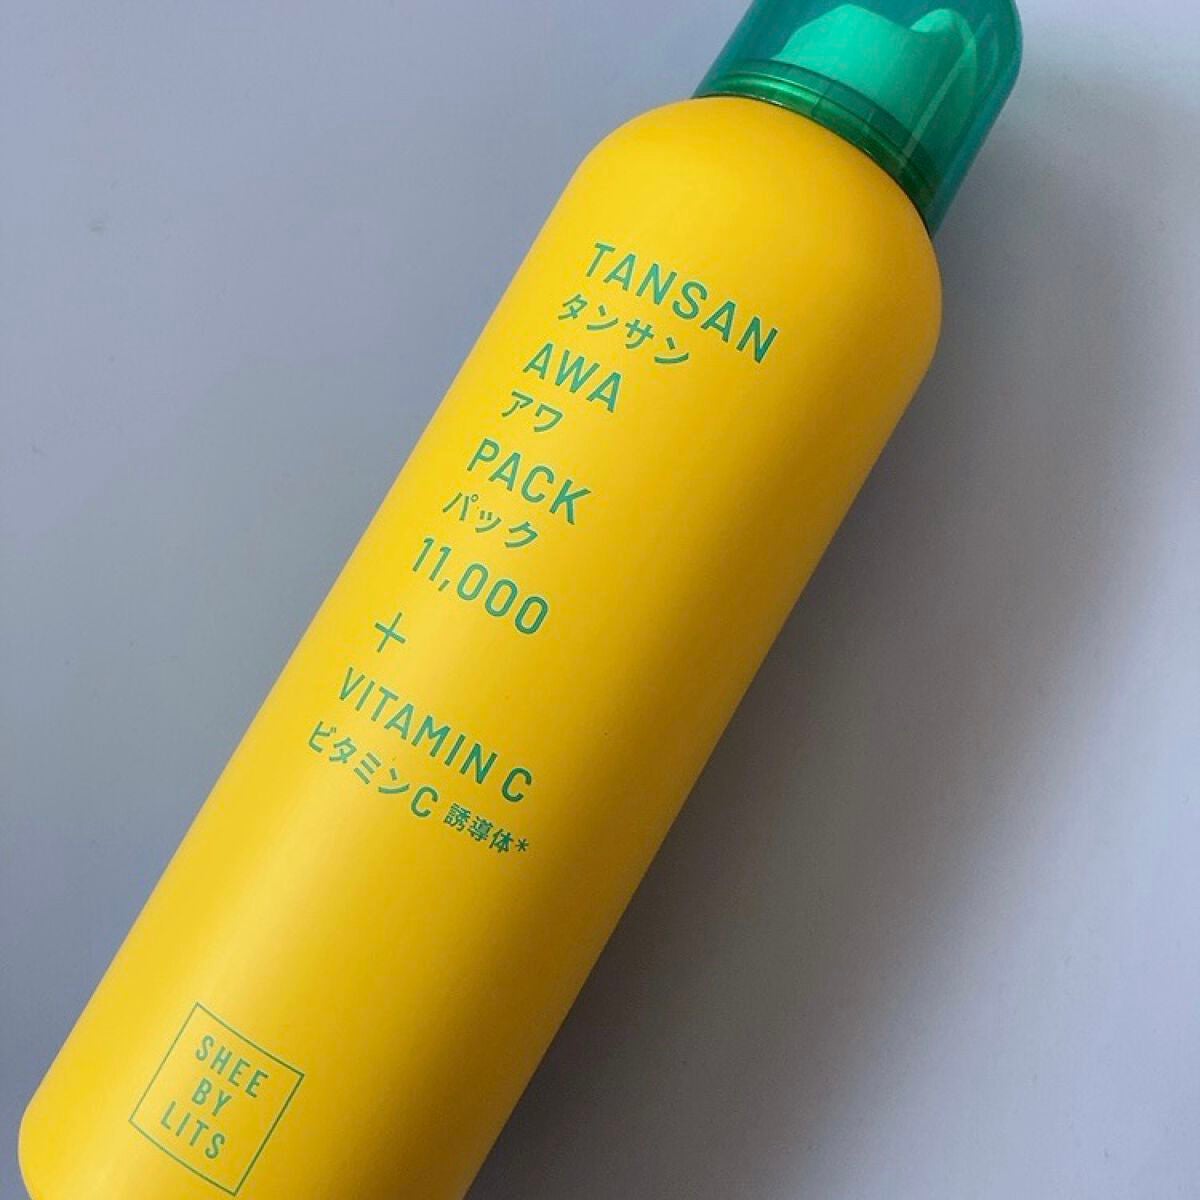 TANSAN
タンサン
AWA
アワ
PACK
パック
11,000
+
VITAMIN C
ビタミンC 誘導体*
SHEE
BY
LITS